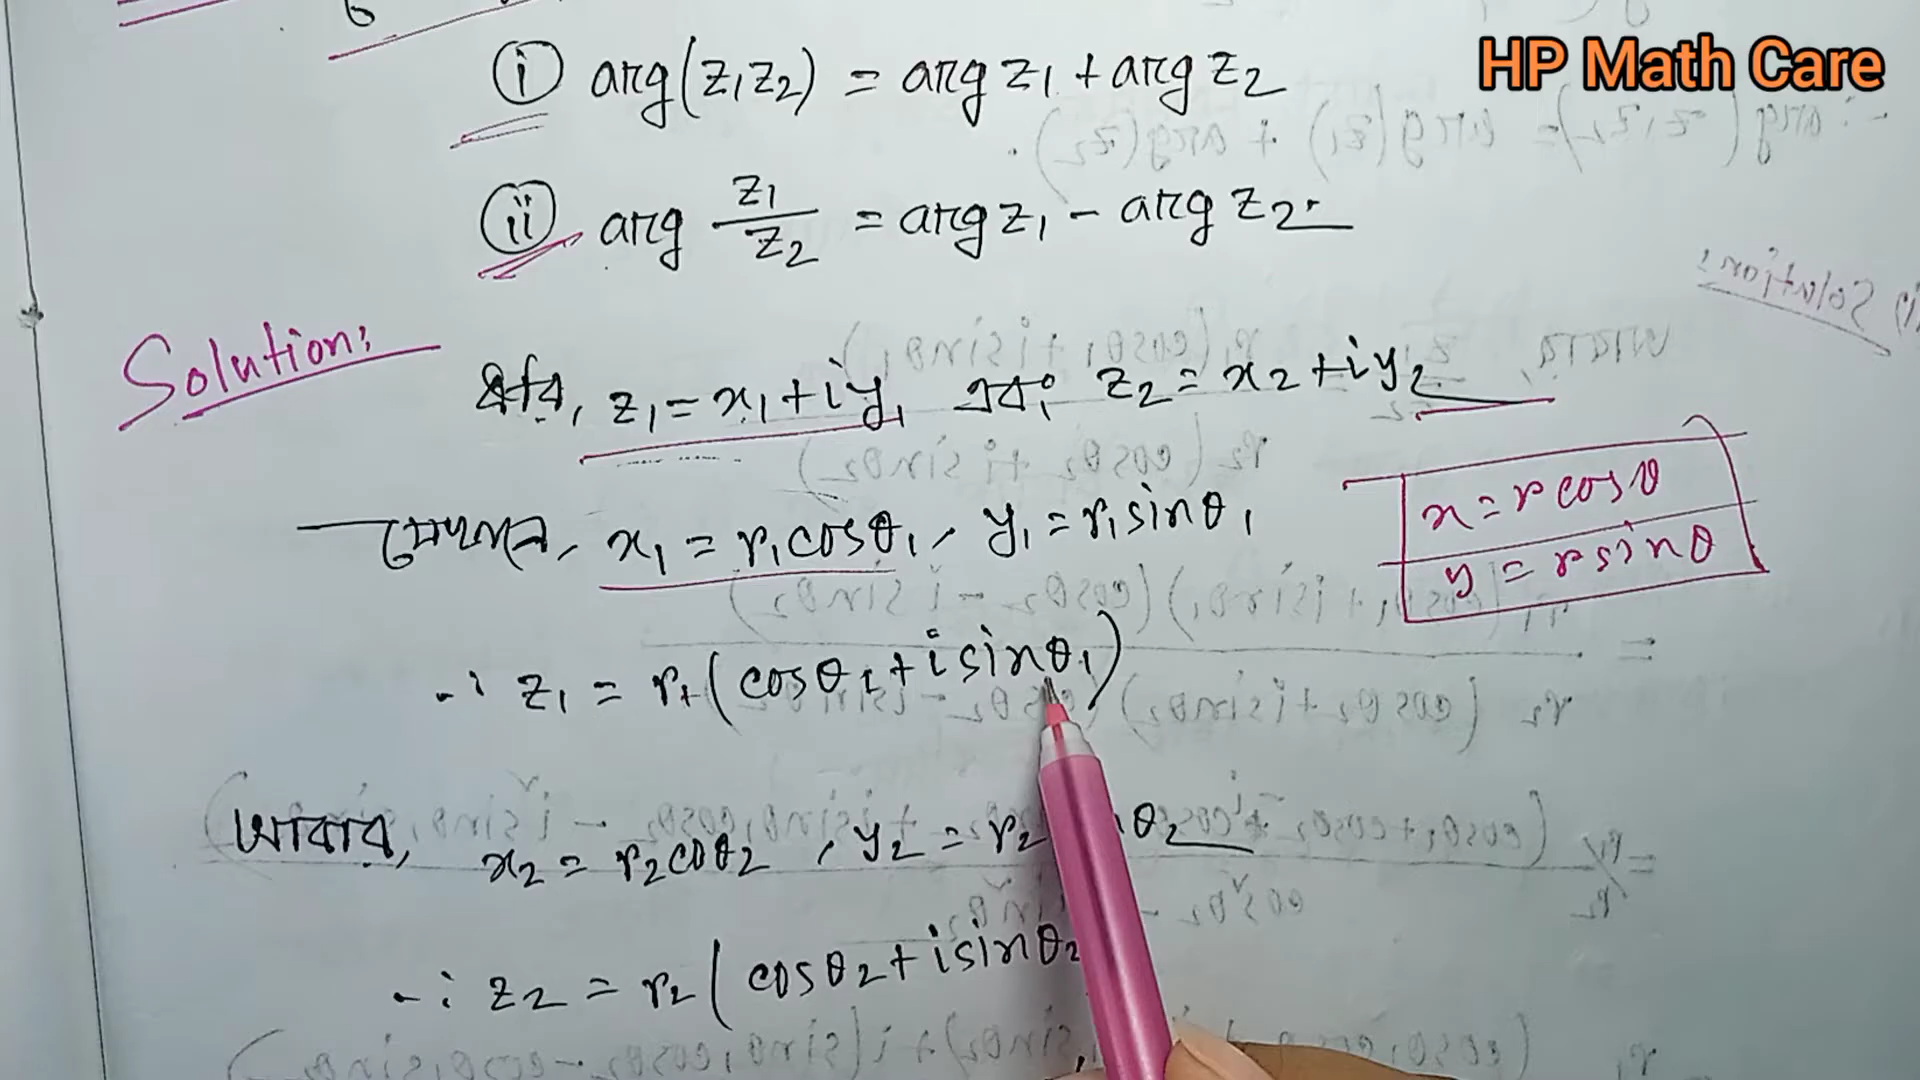 HP Math Care
(i) arg(z₁z₂) = arg z₁ + arg z₂
(ii) arg z₁/z₂ = arg z₁ - arg z₂.
Solution:
ধরি, z₁ = x₁ + iy₁ এবং z₂ = x₂ + iy₂
যেখানে, x₁ = r₁cosθ₁, y₁ = r₁sinθ₁
x = r cosθ
y = r sinθ
∴ z₁ = r₁(cosθ₁ + i sinθ₁)
আবার, x₂ = r₂cosθ₂, y₂ = r₂ θ₂
∴ z₂ = r₂(cosθ₂ + i sinθ₂